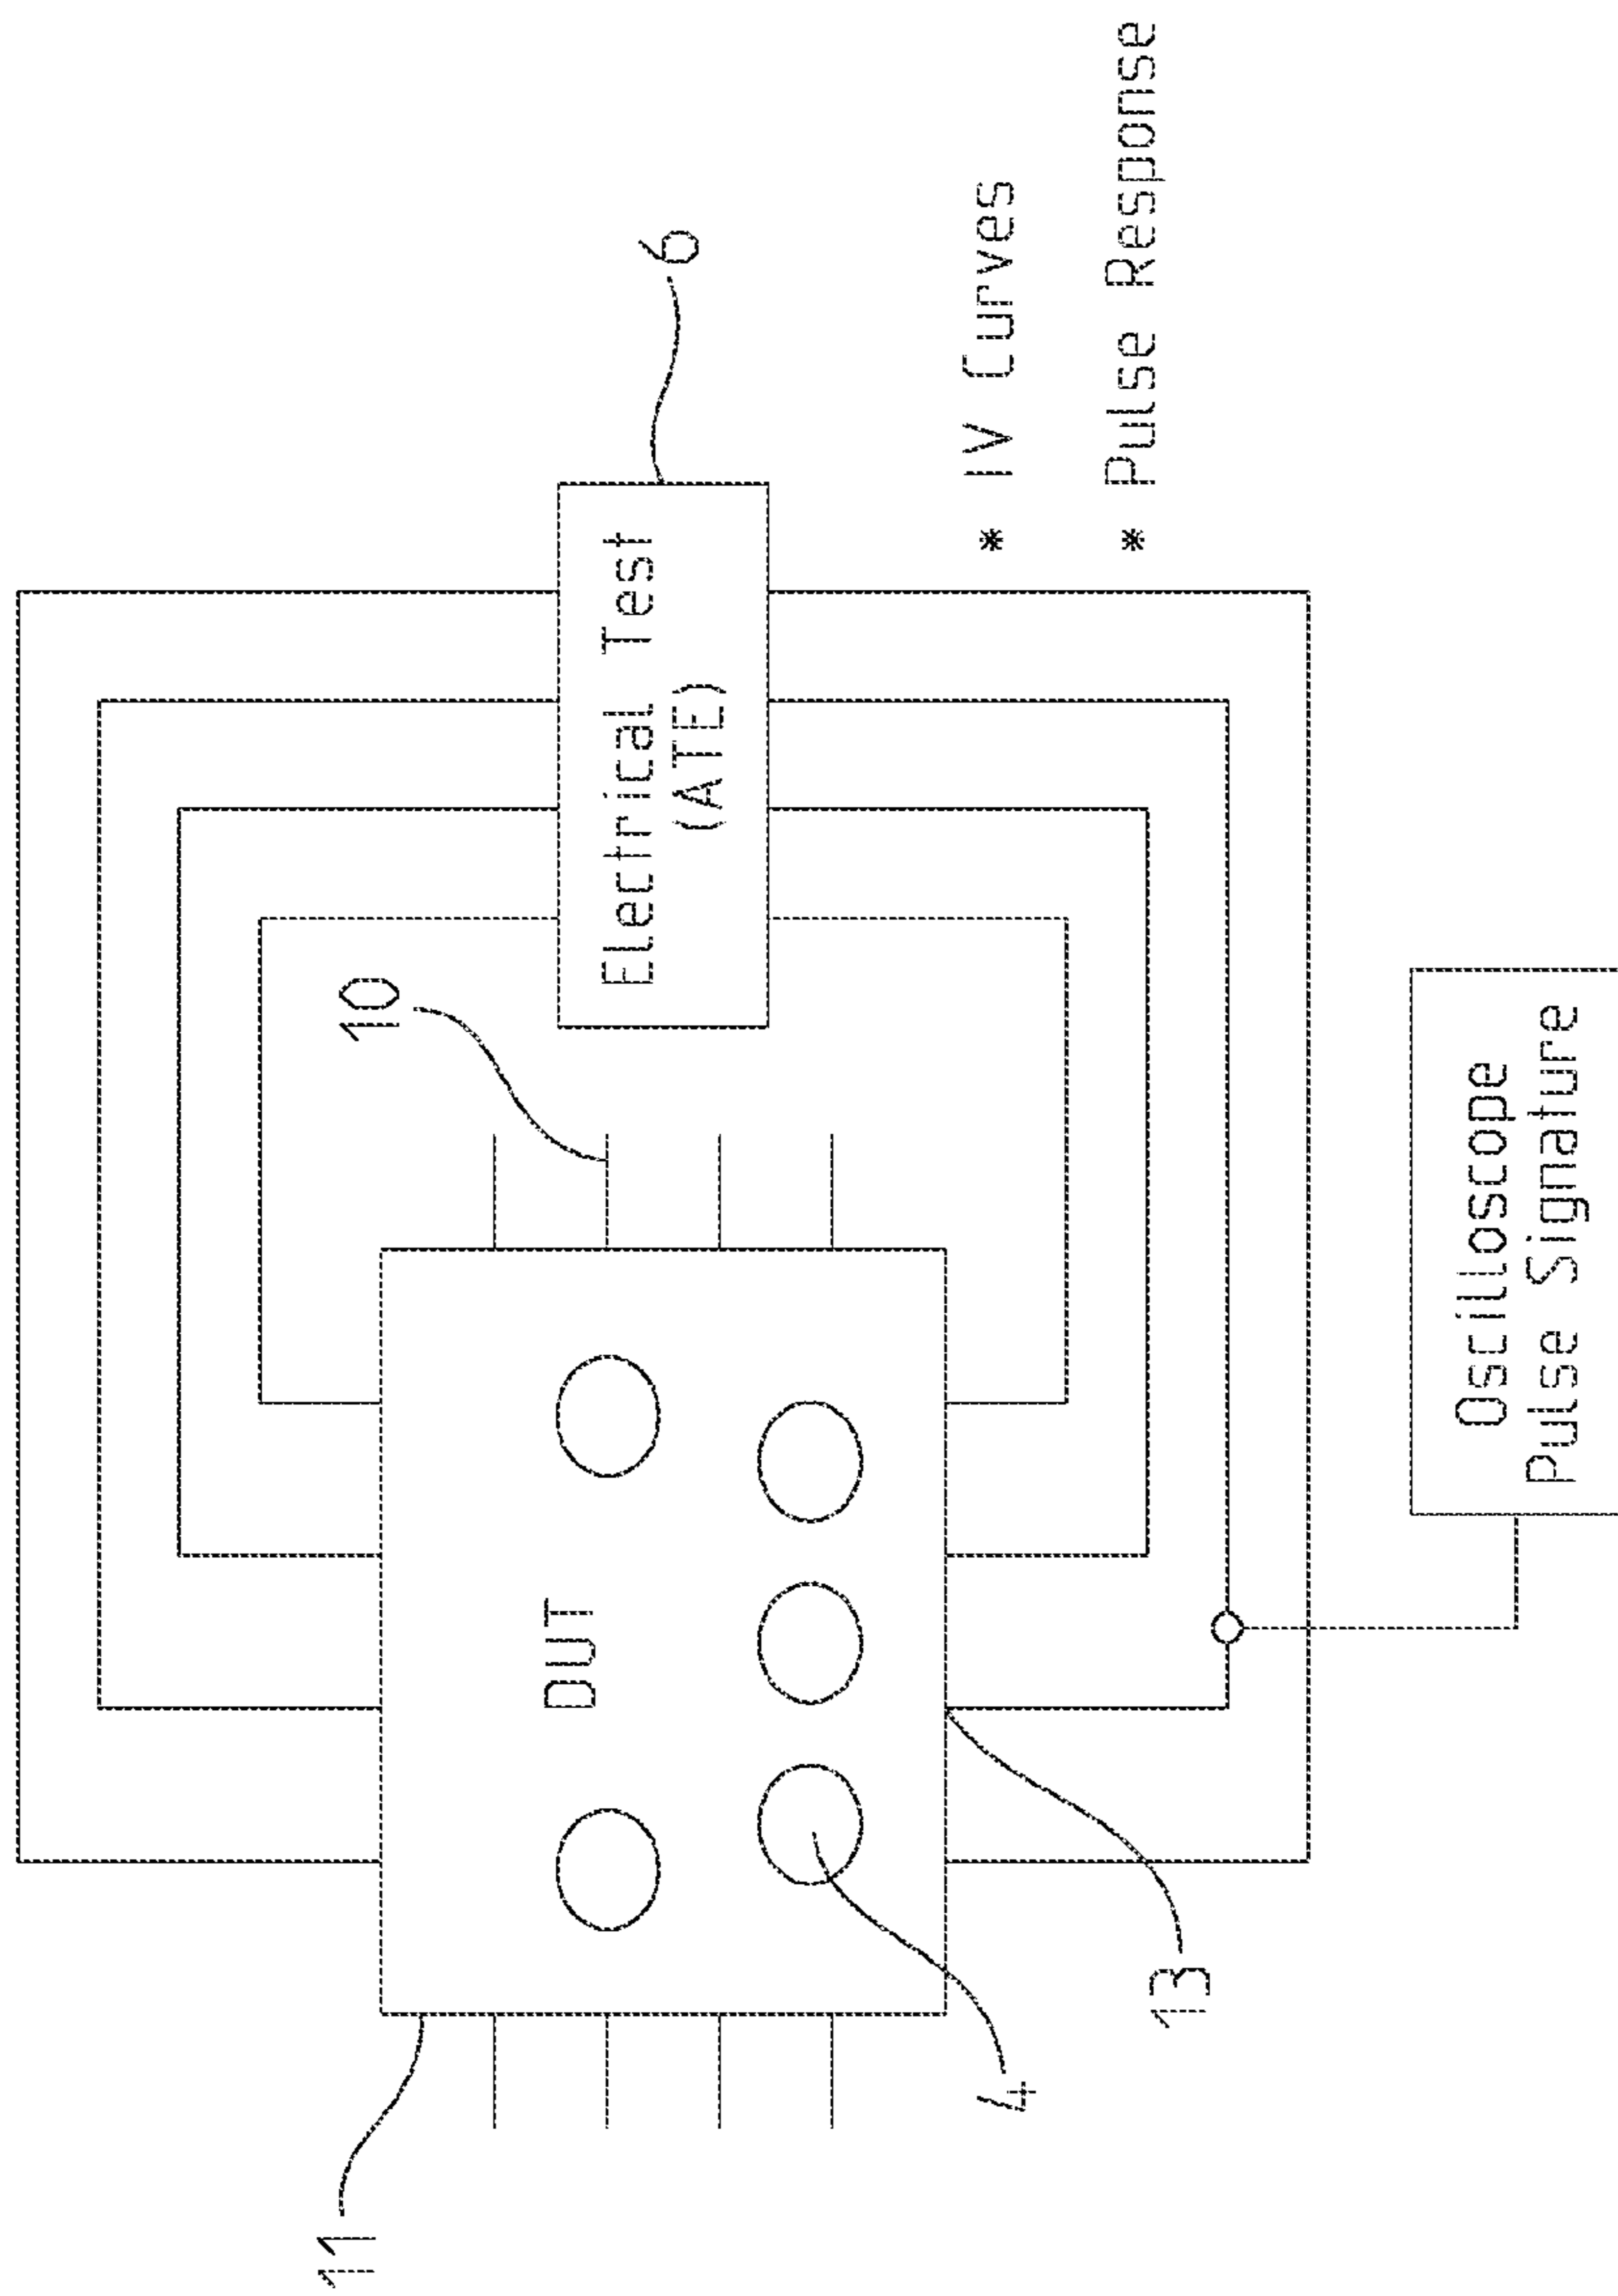 11
10
6
DUT
Electrical Test
(ATE)
4
13
* IV Curves
* Pulse Response
Oscilloscope
Pulse Signature